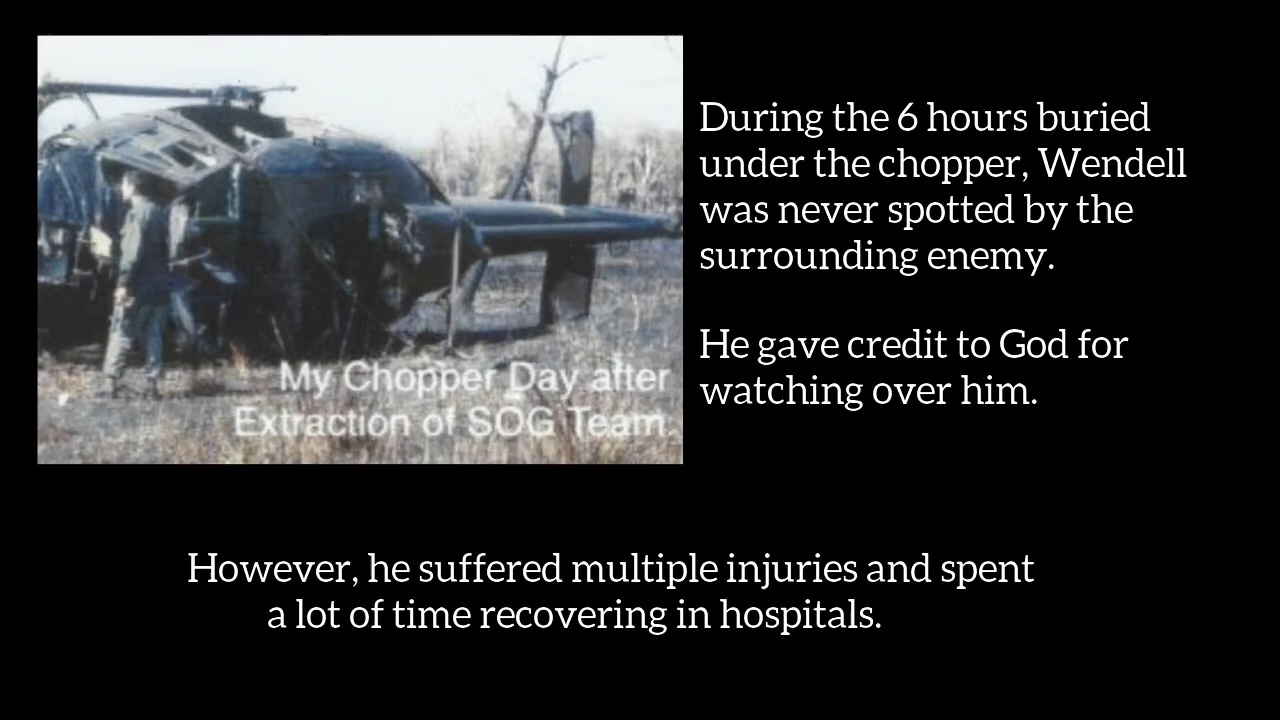 During the 6 hours buried
under the chopper, Wendell
was never spotted by the
surrounding enemy.
He gave credit to God for
watching over him.
My Chopper Day after
Extraction of SOG Team.
However, he suffered multiple injuries and spent
a lot of time recovering in hospitals.